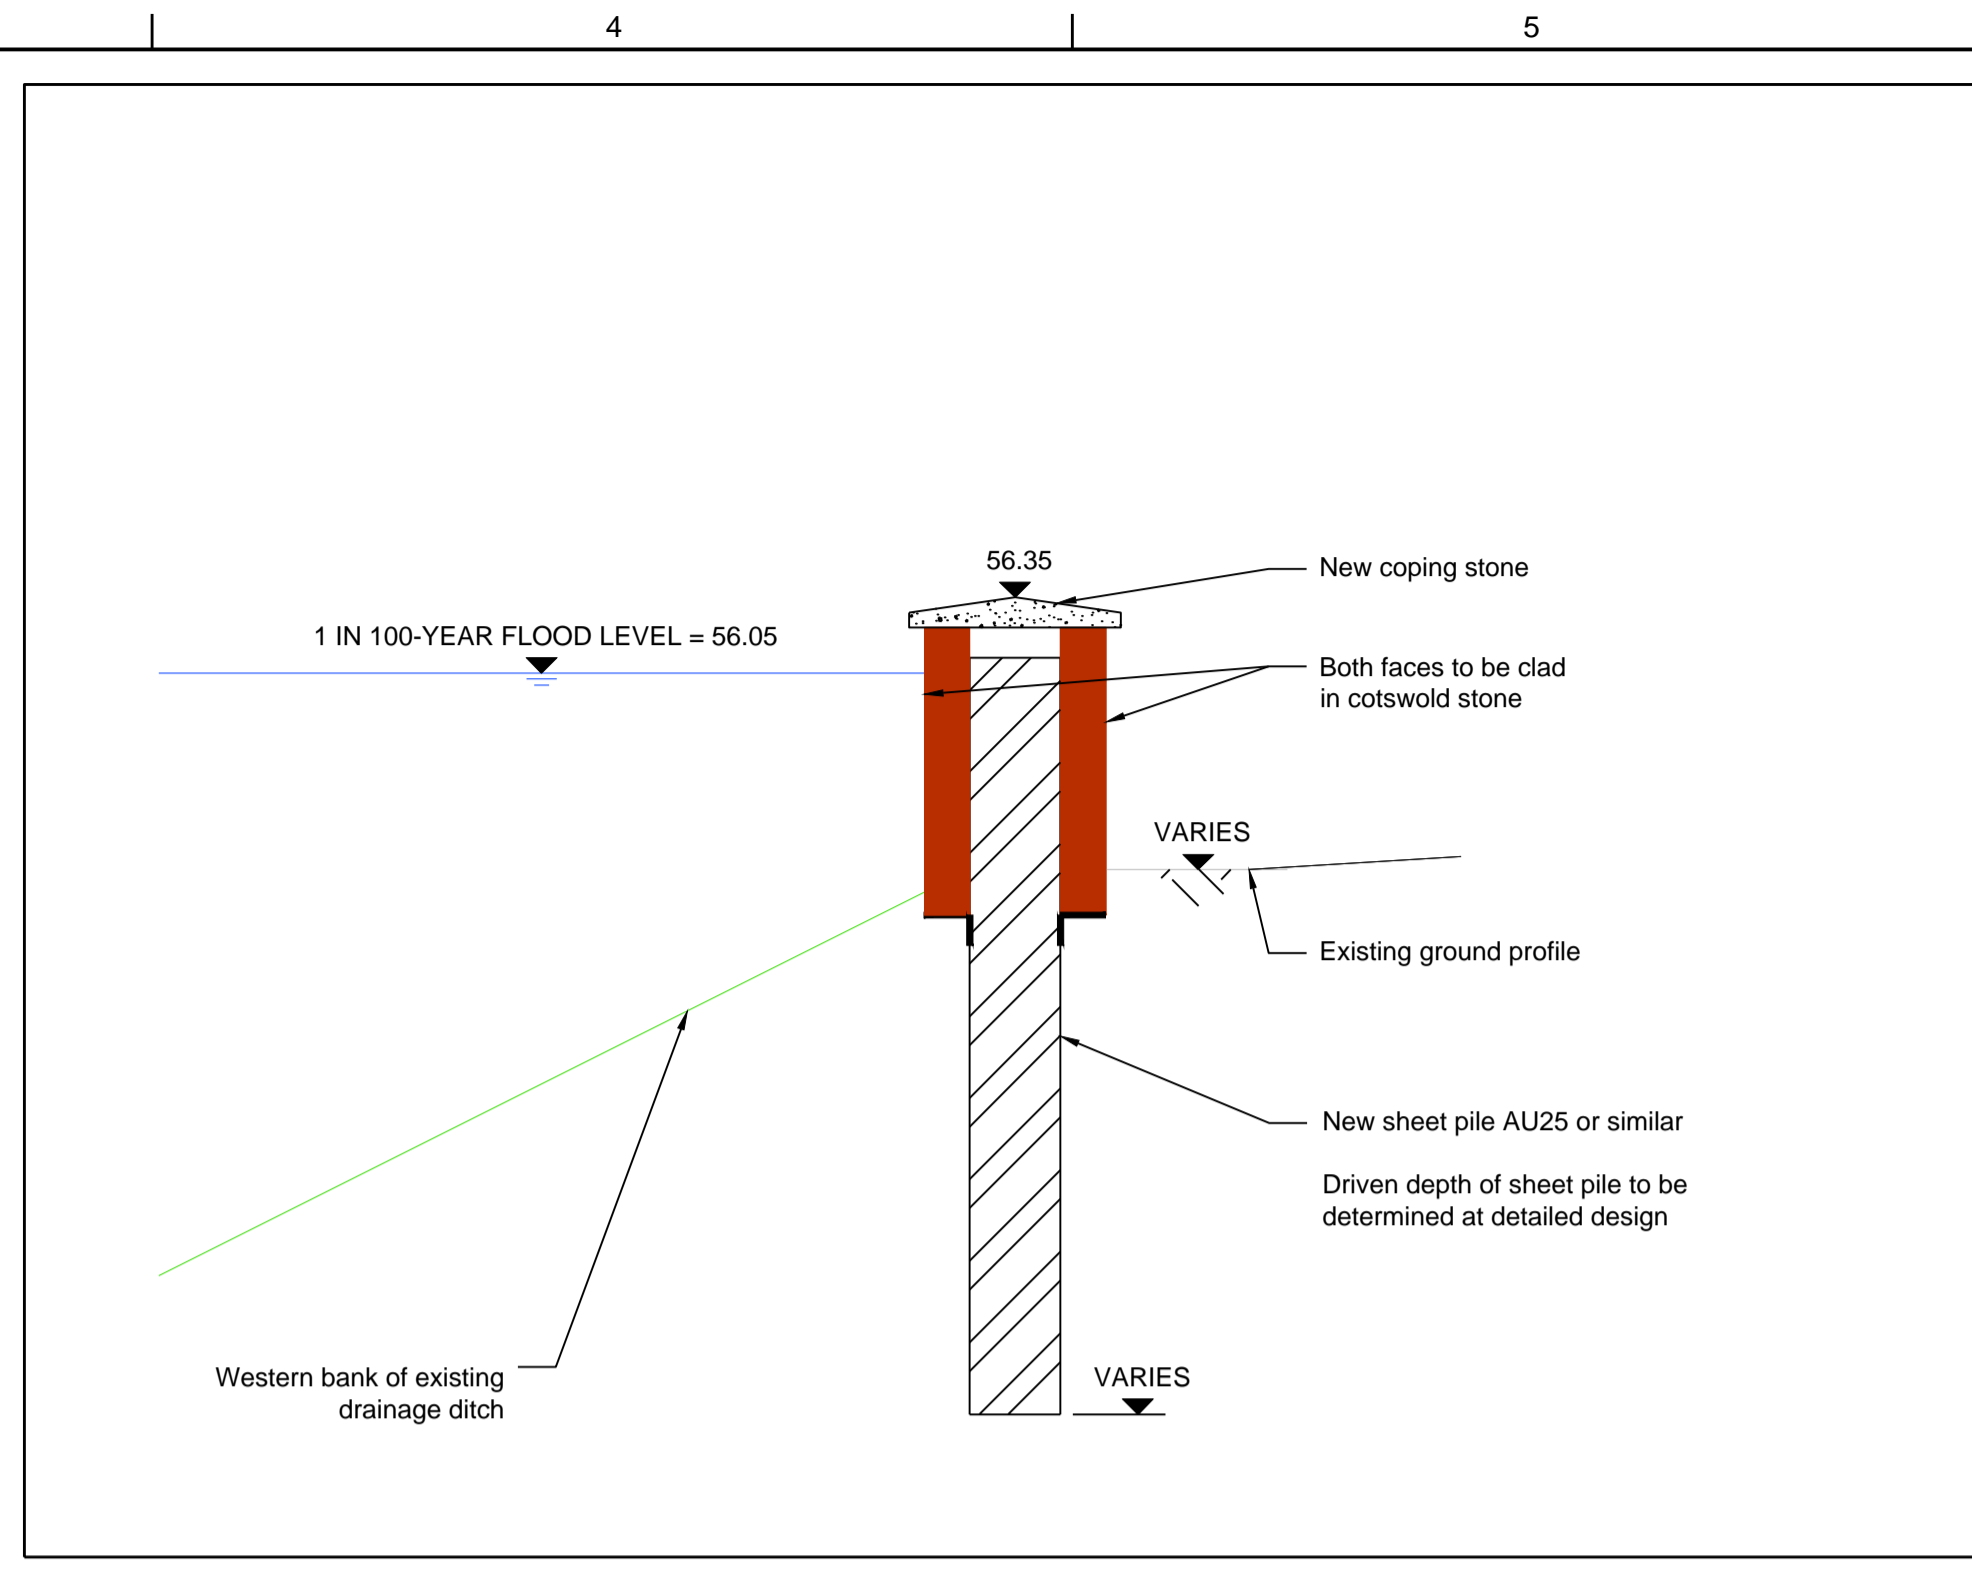 4
5
56.35
New coping stone
1 IN 100-YEAR FLOOD LEVEL = 56.05
Both faces to be clad
in cotswold stone
VARIES
Existing ground profile
New sheet pile AU25 or similar
Driven depth of sheet pile to be
determined at detailed design
Western bank of existing
drainage ditch
VARIES